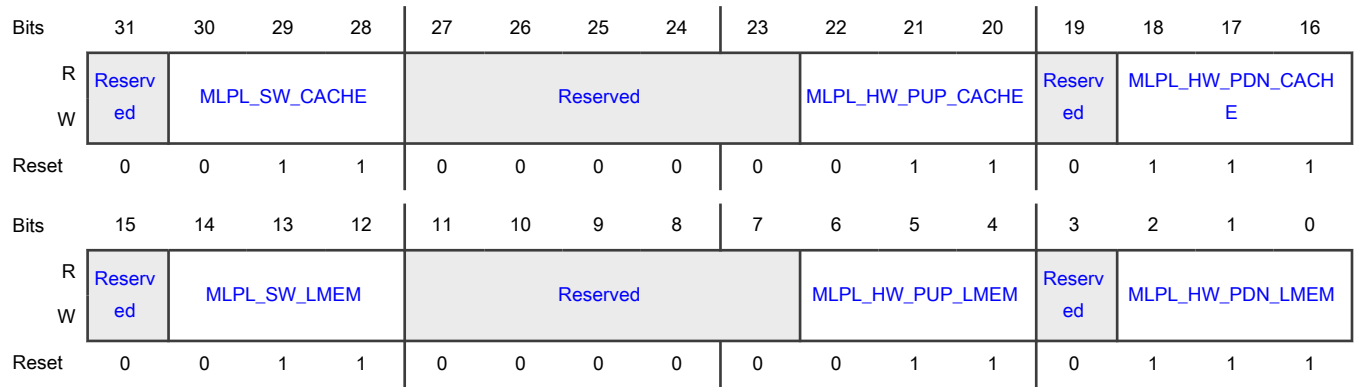 Bits 31 30 29 28 27 26 25 24 23 22 21 20 19 18 17 16
R
W
Reserv
ed
MLPL_SW_CACHE
Reserved
MLPL_HW_PUP_CACHE
Reserv
ed
MLPL_HW_PDN_CACH
E
Reset 0 0 1 1 0 0 0 0 0 0 1 1 0 1 1 1
Bits 15 14 13 12 11 10 9 8 7 6 5 4 3 2 1 0
R
W
Reserv
ed
MLPL_SW_LMEM
Reserved
MLPL_HW_PUP_LMEM
Reserv
ed
MLPL_HW_PDN_LMEM
Reset 0 0 1 1 0 0 0 0 0 0 1 1 0 1 1 1